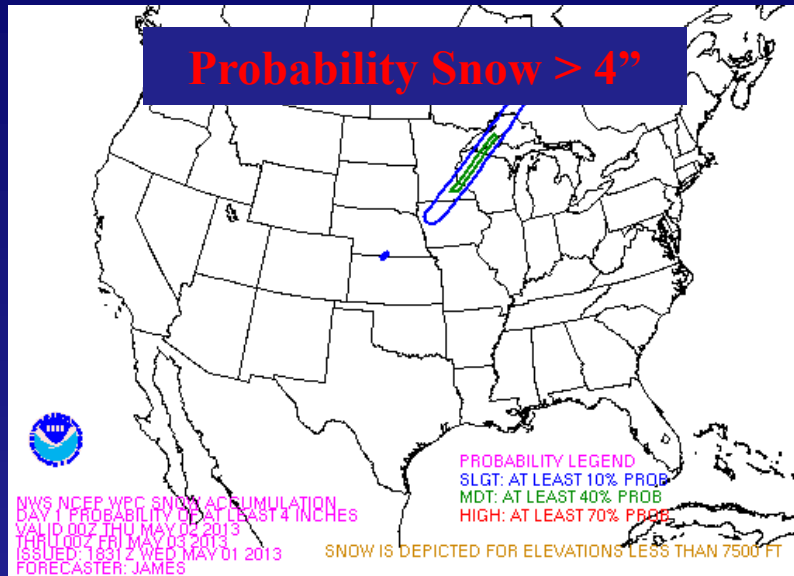 Probability Snow > 4”
PROBABILITY LEGEND
SLGT: AT LEAST 10% PROB
MDT: AT LEAST 40% PROB
HIGH: AT LEAST 70% PROB
NWS NCEP WPC SNOW ACCUMULATION
DAY 1 PROBABILITY OF AT LEAST 4 INCHES
VALID 00Z THU MAY 02 2013
THRU 00Z FRI MAY 03 2013
ISSUED: 1831Z WED MAY 01 2013
FORECASTER: JAMES
SNOW IS DEPICTED FOR ELEVATIONS LESS THAN 7500 FT